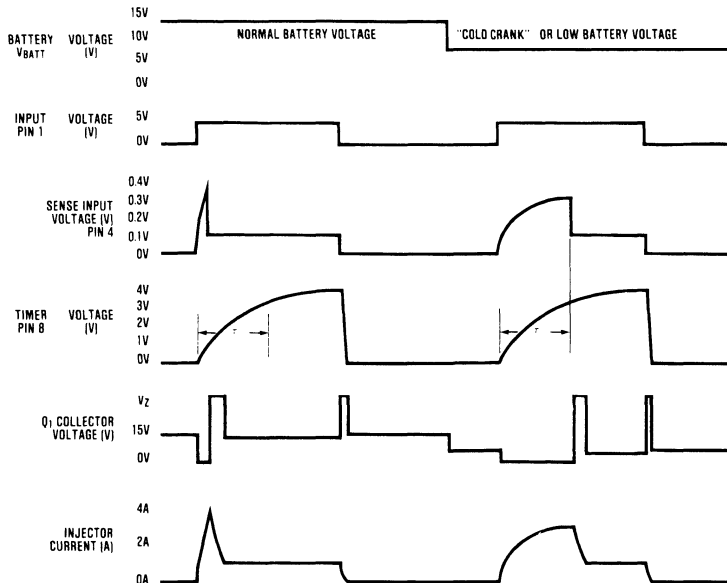 15V
BATTERY VOLTAGE 10V NORMAL BATTERY VOLTAGE "COLD CRANK" OR LOW BATTERY VOLTAGE
VBATT (V) 5V
0V
INPUT VOLTAGE 5V
PIN 1 (V) 0V
0.4V
SENSE INPUT 0.3V
VOLTAGE (V) 0.2V
PIN 4 0.1V
0V
4V
TIMER VOLTAGE 3V
PIN 8 (V) 2V
1V
τ τ
0V
VZ
Q1 COLLECTOR 15V
VOLTAGE (V) 0V
4A
INJECTOR 2A
CURRENT (A)
0A